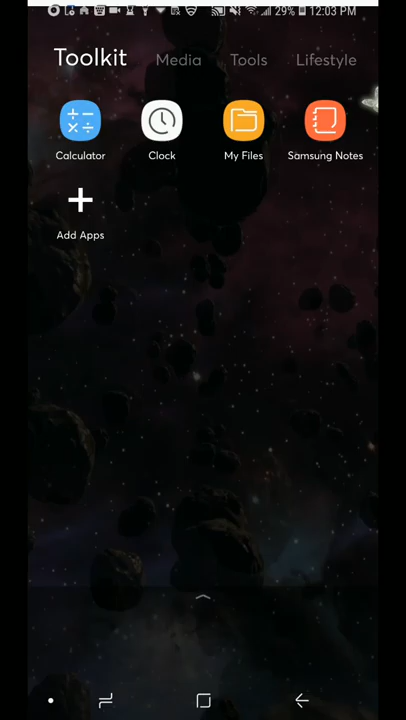 29% 12:03 PM
Toolkit Media Tools Lifestyle
Calculator Clock My Files Samsung Notes
Add Apps